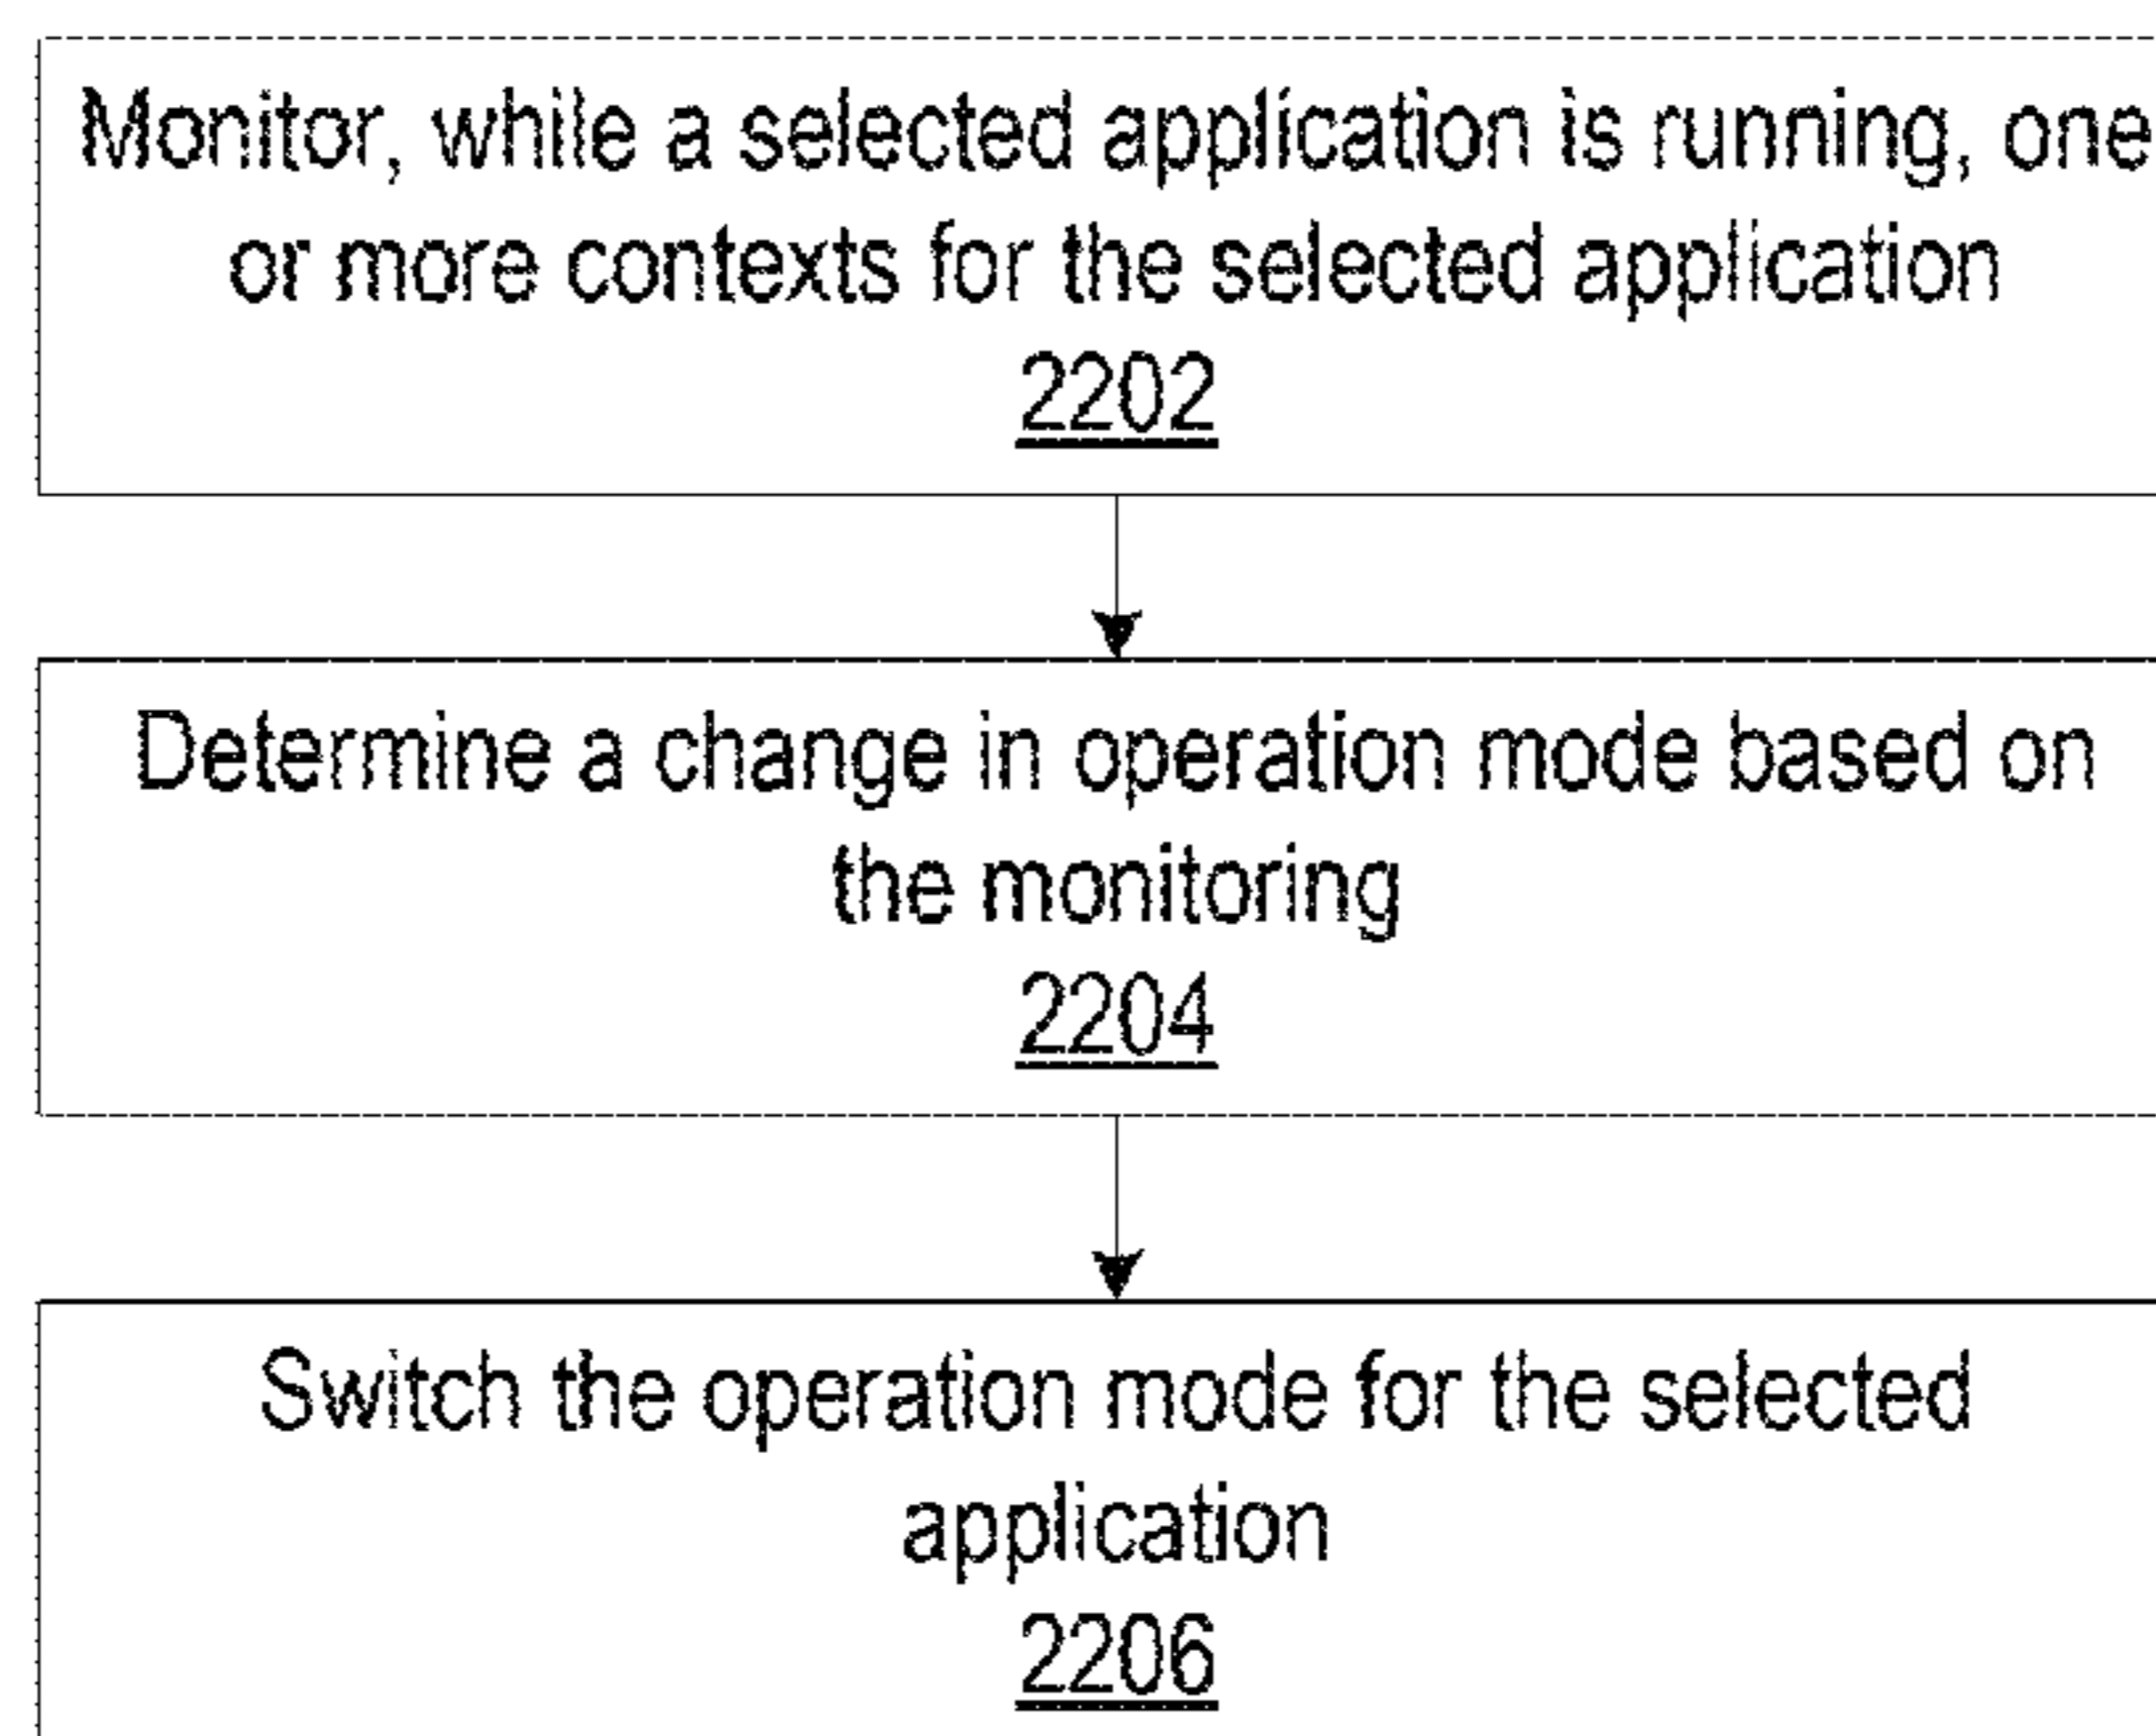 Monitor, while a selected application is running, one
or more contexts for the selected application
2202
Determine a change in operation mode based on
the monitoring
2204
Switch the operation mode for the selected
application
2206